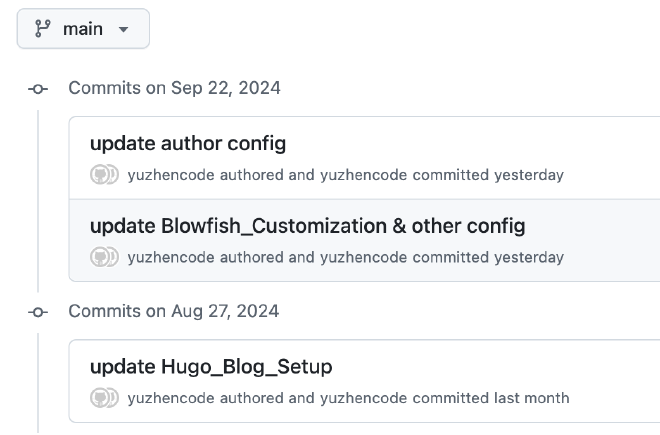 main
Commits on Sep 22, 2024
update author config
yuzhencode authored and yuzhencode committed yesterday
update Blowfish_Customization & other config
yuzhencode authored and yuzhencode committed yesterday
Commits on Aug 27, 2024
update Hugo_Blog_Setup
yuzhencode authored and yuzhencode committed last month